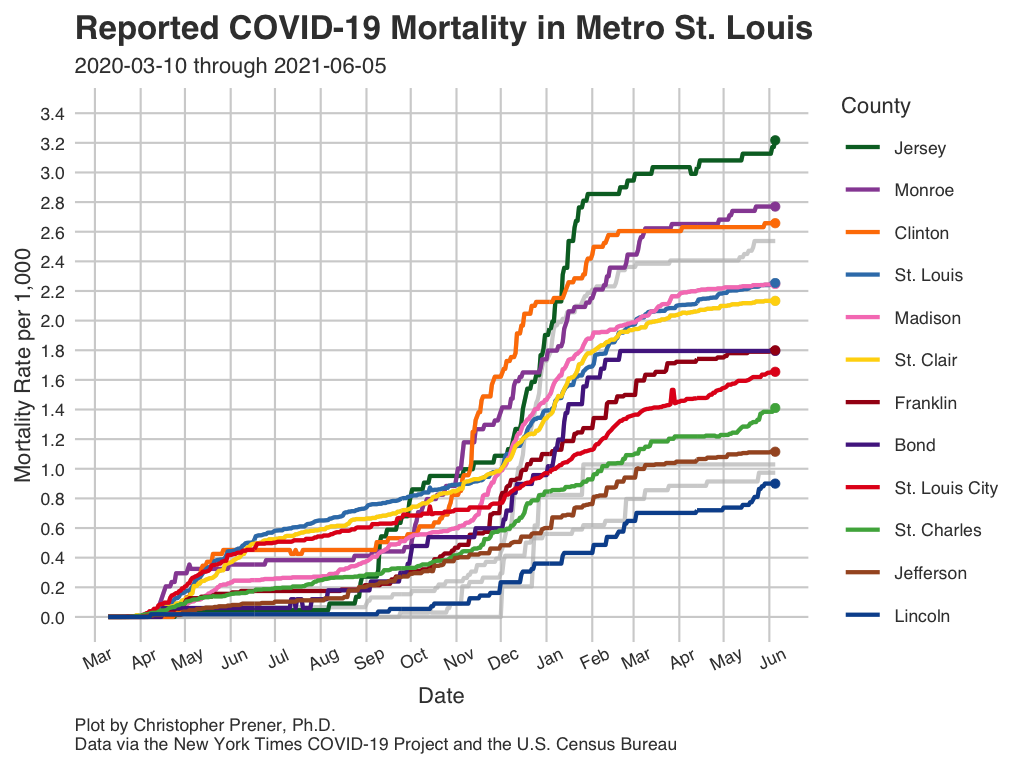 Reported COVID-19 Mortality in Metro St. Louis
2020-03-10 through 2021-06-05
Mortality Rate per 1,000
3.4
3.2
3.0
2.8
2.6
2.4
2.2
2.0
1.8
1.6
1.4
1.2
1.0
0.8
0.6
0.4
0.2
0.0
Mar Apr May Jun Jul Aug Sep Oct Nov Dec Jan Feb Mar Apr May Jun
Date
County
Jersey
Monroe
Clinton
St. Louis
Madison
St. Clair
Franklin
Bond
St. Louis City
St. Charles
Jefferson
Lincoln
Plot by Christopher Prener, Ph.D.
Data via the New York Times COVID-19 Project and the U.S. Census Bureau